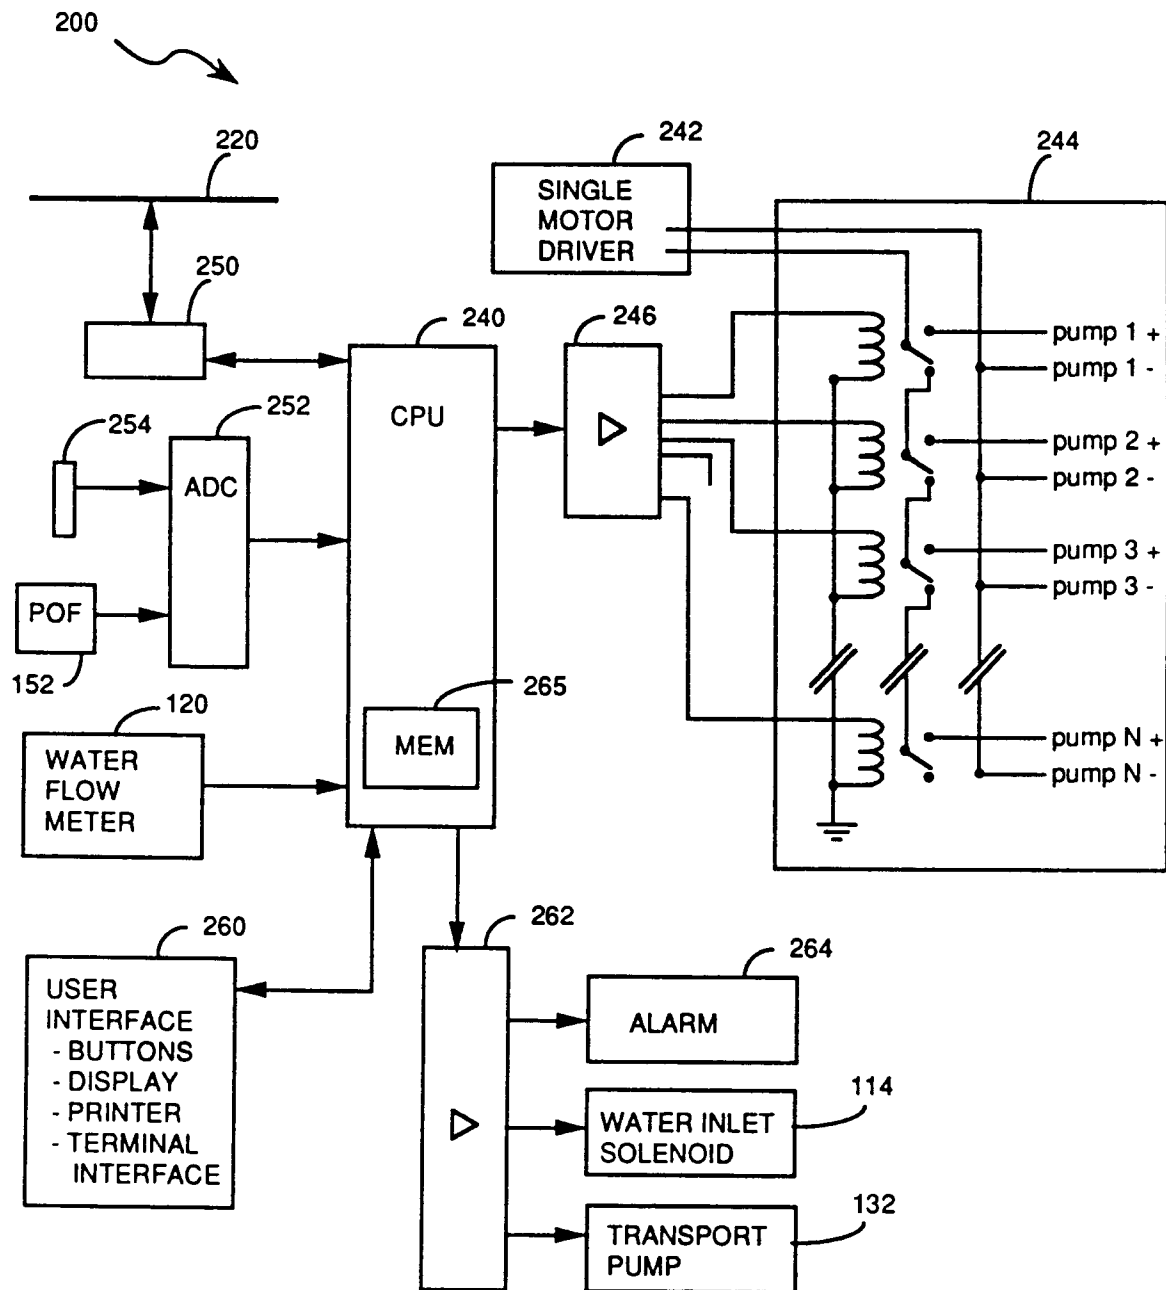 200
220
242
SINGLE
MOTOR
DRIVER
244
250
240
CPU
246
pump 1 +
pump 1 -
254
252
ADC
pump 2 +
pump 2 -
pump 3 +
pump 3 -
POF
152
265
MEM
120
WATER
FLOW
METER
pump N +
pump N -
260
USER
INTERFACE
- BUTTONS
- DISPLAY
- PRINTER
- TERMINAL
INTERFACE
262
264
ALARM
114
WATER INLET
SOLENOID
132
TRANSPORT
PUMP